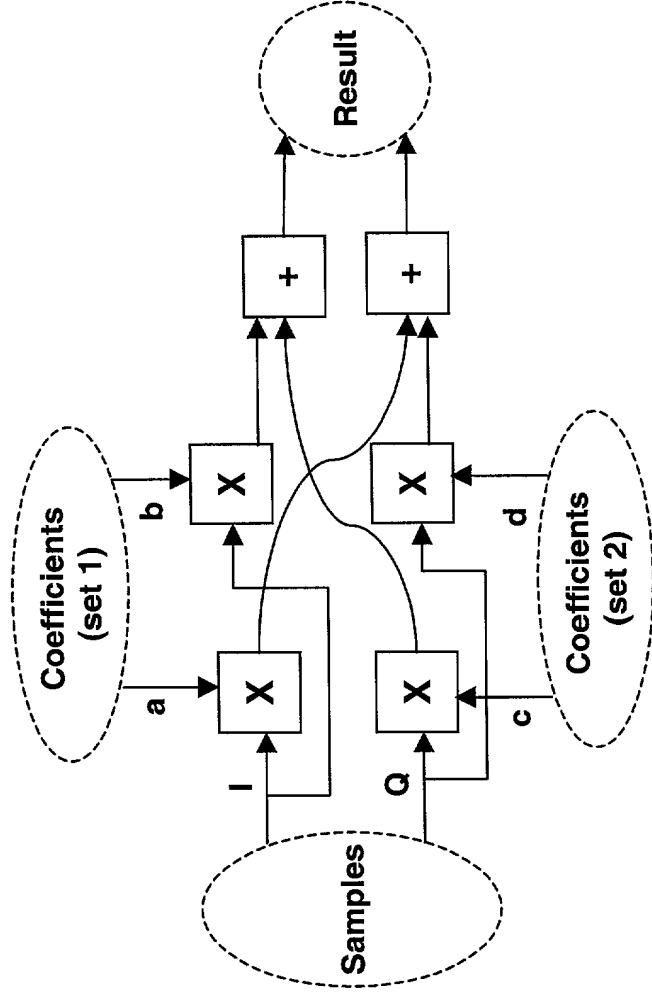 Coefficients
(set 1)
a
b
I
X
X
Samples
+
Result
Q
X
X
+
c
d
Coefficients
(set 2)